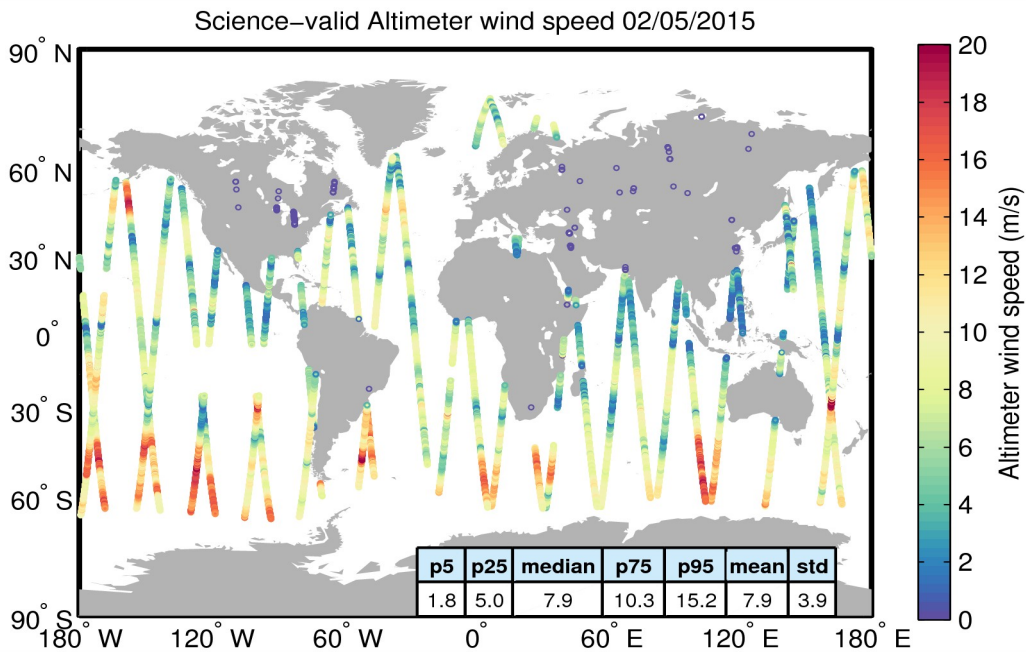 Science−valid Altimeter wind speed 02/05/2015
90° N
60° N
30° N
0°
30° S
60° S
90° S
180° W
120° W
60° W
0°
60° E
120° E
180° E
p5 p25 median p75 p95 mean std
1.8 5.0 7.9 10.3 15.2 7.9 3.9
20
18
16
14
12
10
8
6
4
2
0
Altimeter wind speed (m/s)